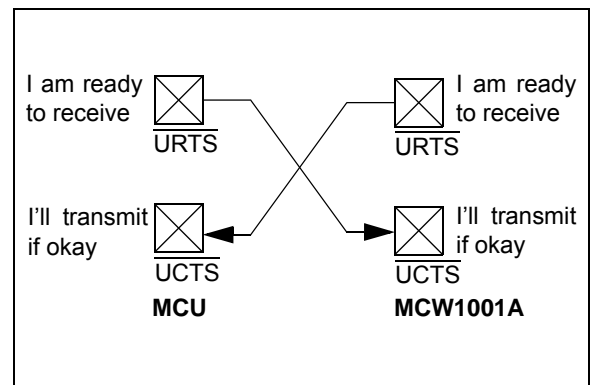 I am ready
to receive
URTS
I am ready
to receive
URTS
I'll transmit
if okay
UCTS
MCU
I'll transmit
if okay
UCTS
MCW1001A